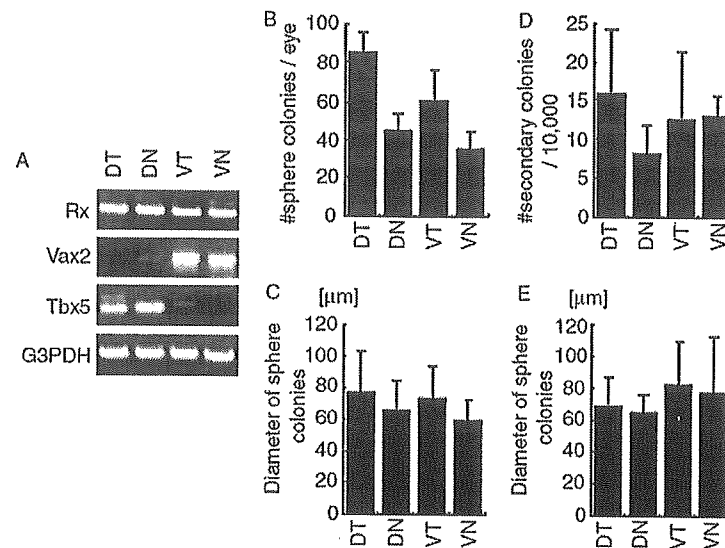 A
DT DN VT VN
Rx
Vax2
Tbx5
G3PDH
B
#sphere colonies / eye
100
80
60
40
20
0
DT DN VT VN
C [μm]
Diameter of sphere
colonies
120
100
80
60
40
20
0
DT DN VT VN
D
#secondary colonies
/ 10,000
25
20
15
10
5
0
DT DN VT VN
E [μm]
Diameter of sphere
colonies
120
100
80
60
80
20
0
DT DN VT VN